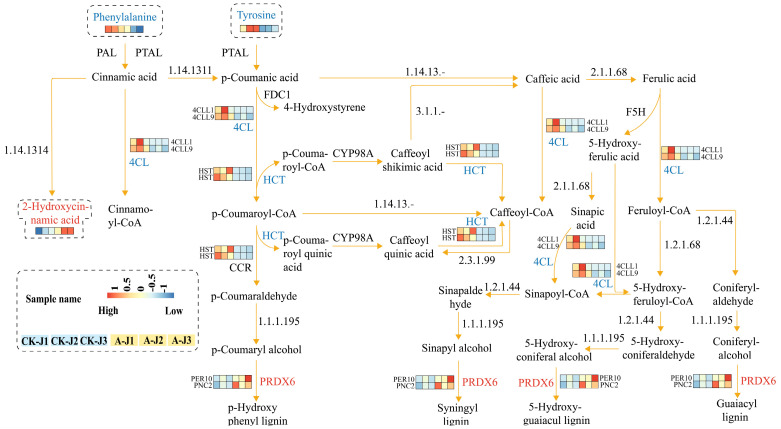 Phenylalanine
Tyrosine
PAL
PTAL
PTAL
Cinnamic acid
1.14.1311
p-Coumanic acid
1.14.13.-
Caffeic acid
2.1.1.68
Ferulic acid
FDC1
4-Hydroxystyrene
3.1.1.-
4CLL1
4CLL9
4CL
4CLL1
4CLL9
4CL
4CLL1
4CLL9
4CL
F5H
5-Hydroxy-
ferulic acid
4CLL1
4CLL9
4CL
1.14.1314
HST
HST
HCT
p-Couma-
royl-CoA
CYP98A
Caffeoyl
shikimic acid
HST
HST
HCT
2.1.1.68
2-Hydroxycin-
namic acid
Cinnamo-
yl-CoA
p-Coumaroyl-CoA
1.14.13.-
Caffeoyl-CoA
HCT
Sinapic
acid
Feruloyl-CoA
1.2.1.44
HST
HST
HCT
CCR
p-Couma-
royl quinic
acid
CYP98A
Caffeoyl
quinic acid
HST
HST
2.3.1.99
4CLL1
4CLL9
4CL
4CLL1
4CLL9
4CL
1.2.1.68
Sample name
1
0.5
-0.5
-1
High
Low
CK-J1 CK-J2 CK-J3 A-J1 A-J2 A-J3
p-Coumaraldehyde
Sinapalde
hyde
1.2.1.44
Sinapoyl-CoA
5-Hydroxy-
feruloyl-CoA
Coniferyl-
aldehyde
1.1.1.195
1.1.1.195
1.2.1.44
1.1.1.195
p-Coumaryl alcohol
Sinapyl alcohol
5-Hydroxy-
coniferal alcohol
1.1.1.195
5-Hydroxy-
coniferaldehyde
Coniferyl-
alcohol
PER10
PNC2
PRDX6
PER10
PNC2
PRDX6
PRDX6
PER10
PNC2
PER10
PNC2
PRDX6
p-Hydroxy
phenyl lignin
Syningyl
lignin
5-Hydroxy-
guaiacul lignin
Guaiacyl
lignin